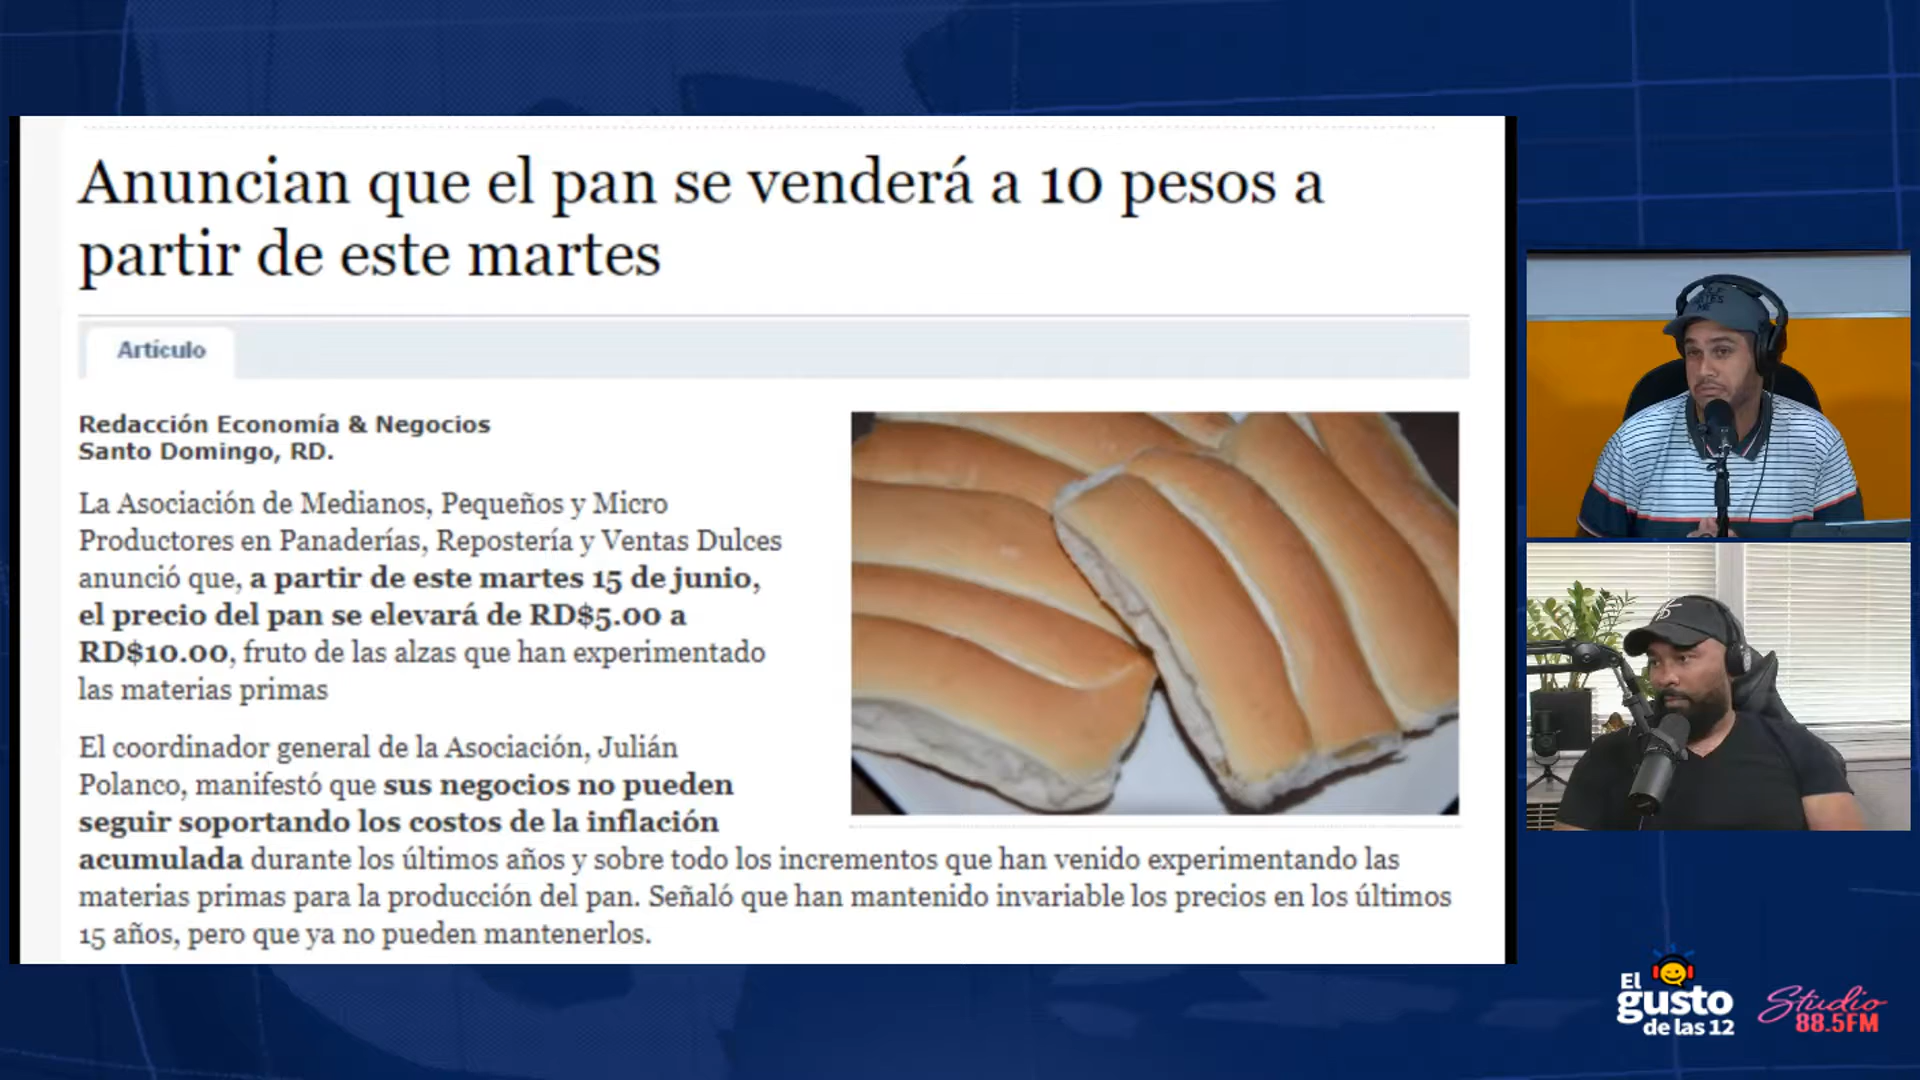 Anuncian que el pan se venderá a 10 pesos a
partir de este martes
Artículo
Redacción Economía & Negocios
Santo Domingo, RD.
La Asociación de Medianos, Pequeños y Micro
Productores en Panaderías, Repostería y Ventas Dulces
anunció que, a partir de este martes 15 de junio,
el precio del pan se elevará de RD$5.00 a
RD$10.00, fruto de las alzas que han experimentado
las materias primas
El coordinador general de la Asociación, Julián
Polanco, manifestó que sus negocios no pueden
seguir soportando los costos de la inflación
acumulada durante los últimos años y sobre todo los incrementos que han venido experimentando las
materias primas para la producción del pan. Señaló que han mantenido invariable los precios en los últimos
15 años, pero que ya no pueden mantenerlos.
El
gusto
de las 12
Studio
88.5FM